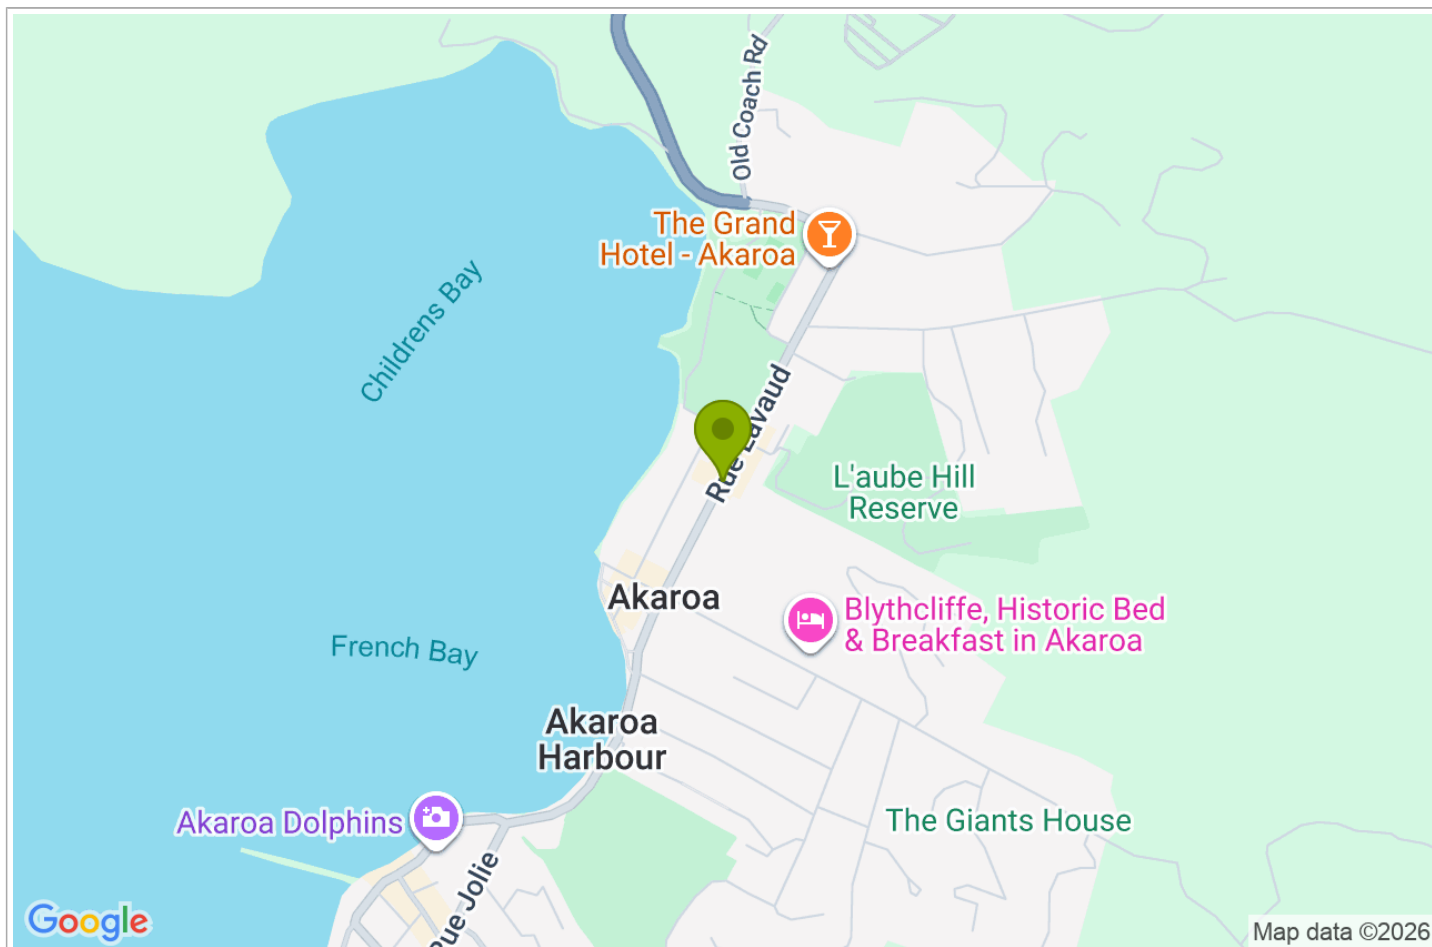 Old Coach Rd
The Grand
Hotel - Akaroa
Childrens Bay
Rue Lavaud
L'aube Hill
Reserve
Akaroa
Blythcliffe, Historic Bed
& Breakfast in Akaroa
French Bay
Akaroa
Harbour
Akaroa Dolphins
The Giants House
Rue Jolie
Google
Map data ©2026